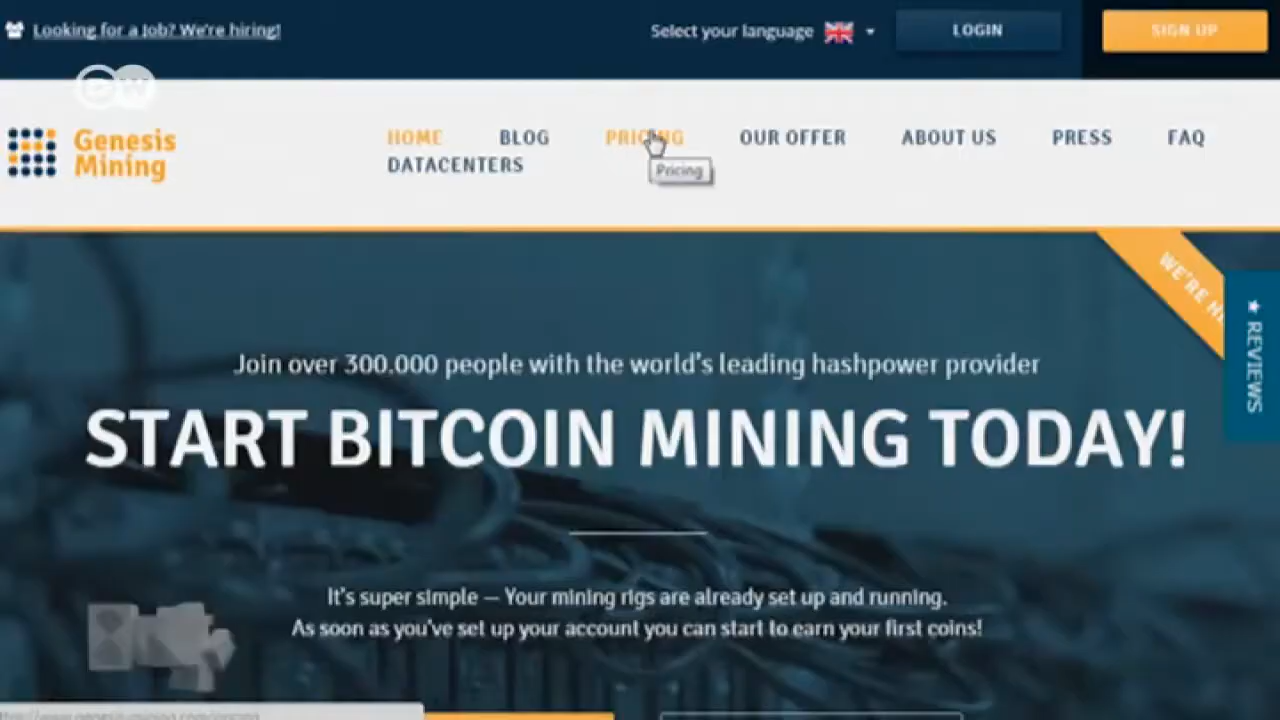 Looking for a Job? We're hiring!
Select your language
LOGIN
SIGN UP
DW
Genesis
Mining
HOME
BLOG
PRICING
OUR OFFER
ABOUT US
PRESS
FAQ
DATACENTERS
Pricing
WE'RE
REVIEWS
Join over 300.000 people with the world's leading hashpower provider
START BITCOIN MINING TODAY!
It's super simple — Your mining rigs are already set up and running.
As soon as you've set up your account you can start to earn your first coins!